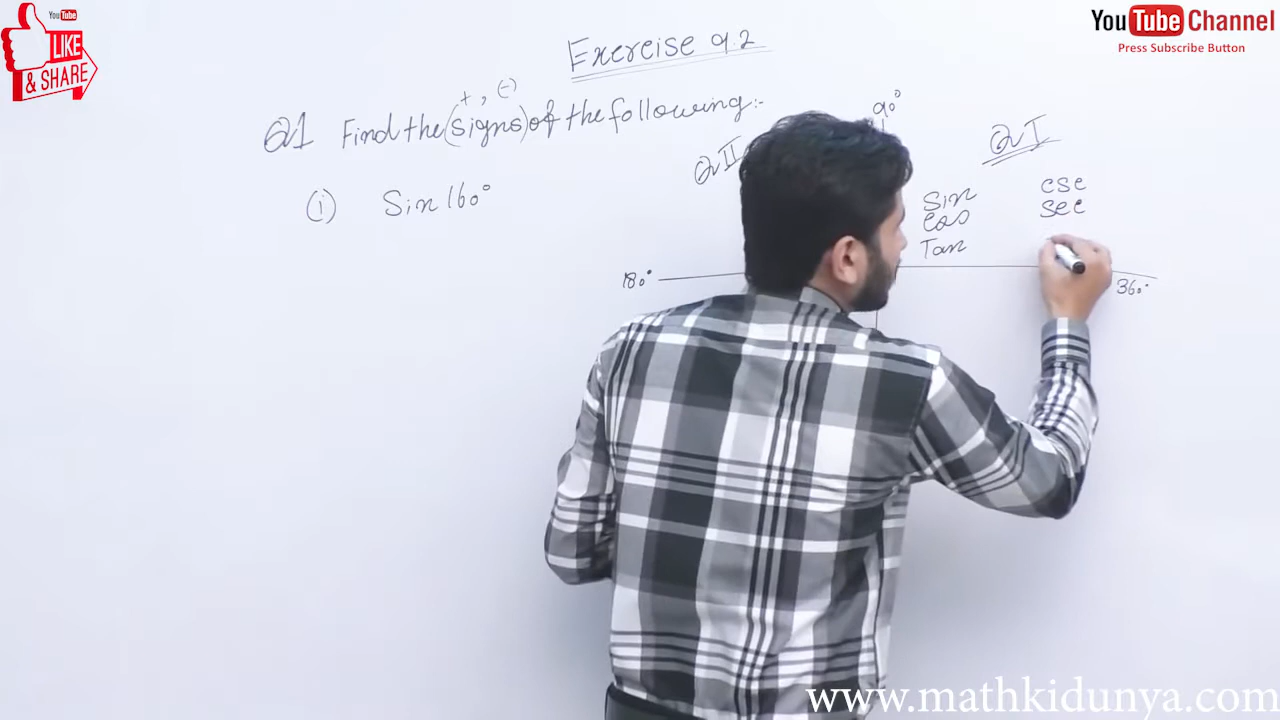 YouTube
LIKE
& SHARE
YouTube Channel
Press Subscribe Button
Exercise 9.2
+ , (-)
Q1 Find the (signs) of the following:-
(i) Sin 160°
90°
QII
QI
Sin csc
Cos sec
Tan
180°
360°
www.mathkidunya.com